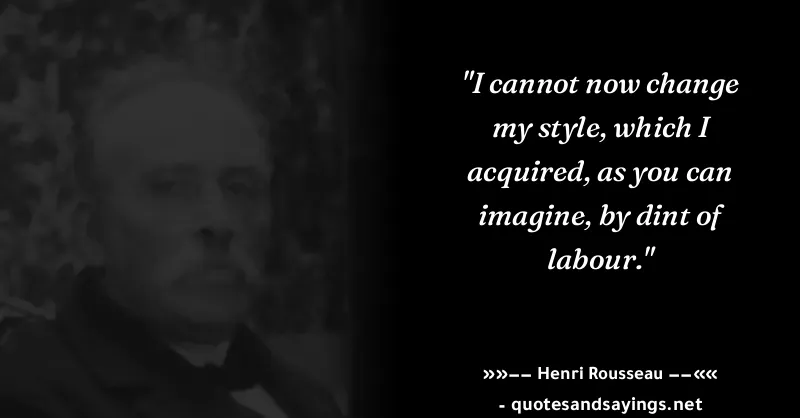 "I cannot now change
my style, which I
acquired, as you can
imagine, by dint of
labour."
»»−− Henri Rousseau −−««
- quotesandsayings.net